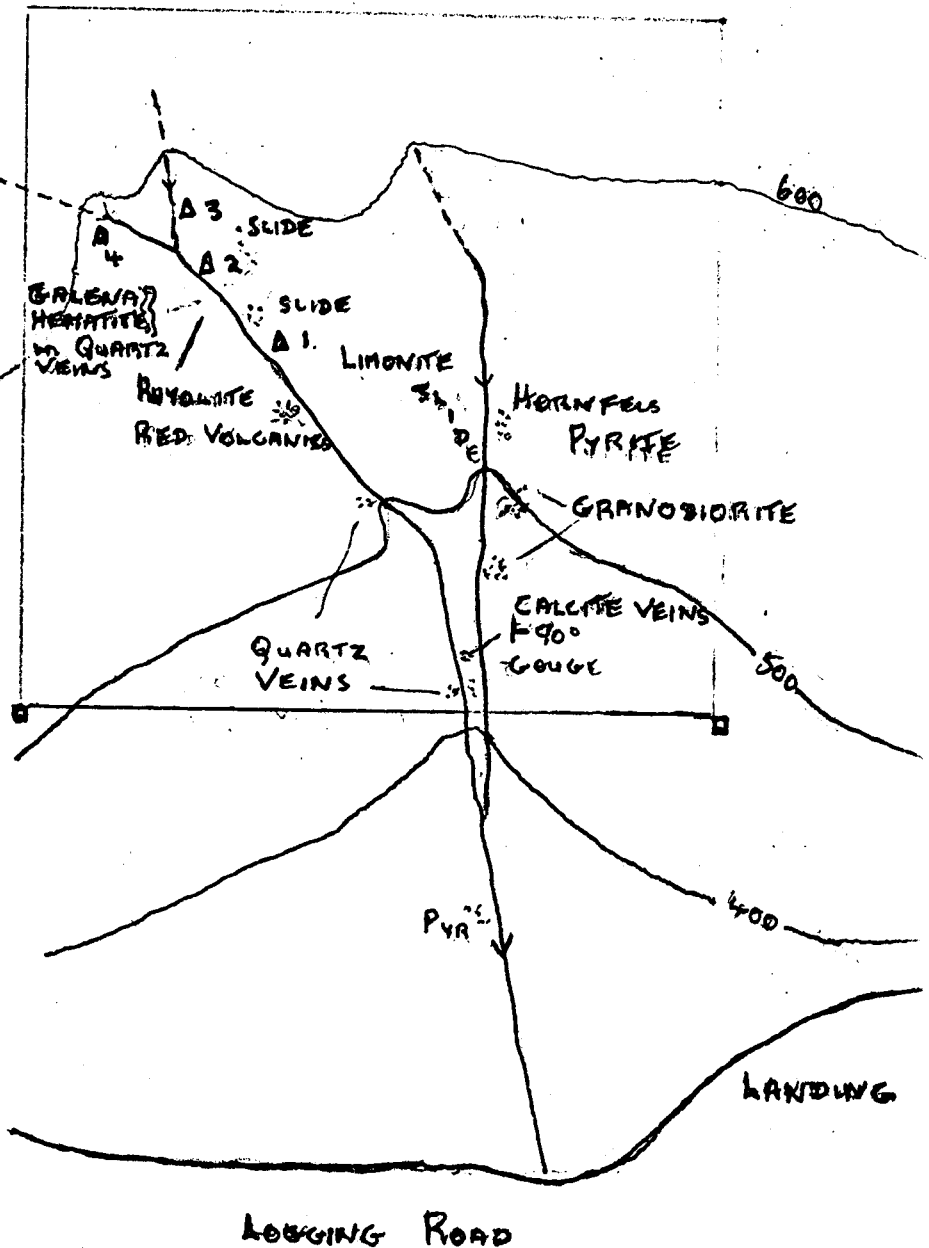 600
Δ 3
SLIDE
Δ 4
Δ 2
GALENA
HEMATITE
IN QUARTZ
VEINS
SLIDE
Δ 1.
LIMONITE
SLIDE
RHYOLITE
RED VOLCANICS
HORNFELS
PYRITE
GRANODIORITE
CALCITE VEINS
90°
GOUGE
QUARTZ
VEINS
500
400
PYR
LANDING
LOGGING ROAD